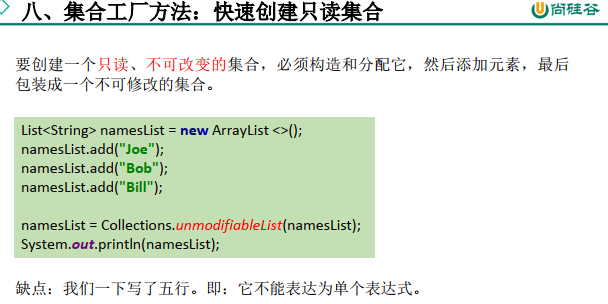 八、集合工厂方法：快速创建只读集合
尚硅谷
要创建一个只读、不可改变的集合，必须构造和分配它，然后添加元素，最后
包装成一个不可修改的集合。
List<String> namesList = new ArrayList <>();
namesList.add("Joe");
namesList.add("Bob");
namesList.add("Bill");
namesList = Collections.unmodifiableList(namesList);
System.out.println(namesList);
缺点：我们一下写了五行。即：它不能表达为单个表达式。